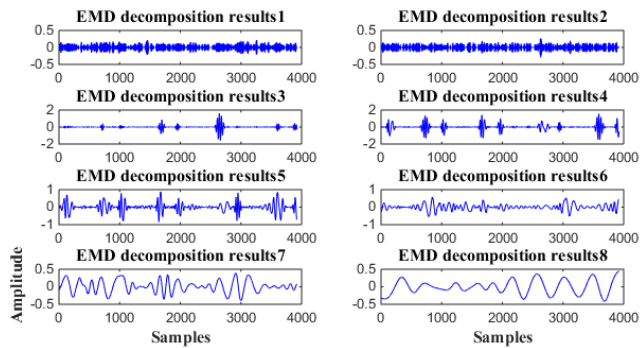 EMD decomposition results1
EMD decomposition results2
0.5
0
-0.5
0 1000 2000 3000 4000
0.5
0
-0.5
0 1000 2000 3000 4000
EMD decomposition results3
EMD decomposition results4
2
0
-2
0 1000 2000 3000 4000
2
0
-2
0 1000 2000 3000 4000
EMD decomposition results5
EMD decomposition results6
1
0
-1
0 1000 2000 3000 4000
1
0
-1
0 1000 2000 3000 4000
EMD decomposition results7
EMD decomposition results8
Amplitude
0.5
0
-0.5
0 1000 2000 3000 4000
0.5
0
-0.5
0 1000 2000 3000 4000
Samples
Samples